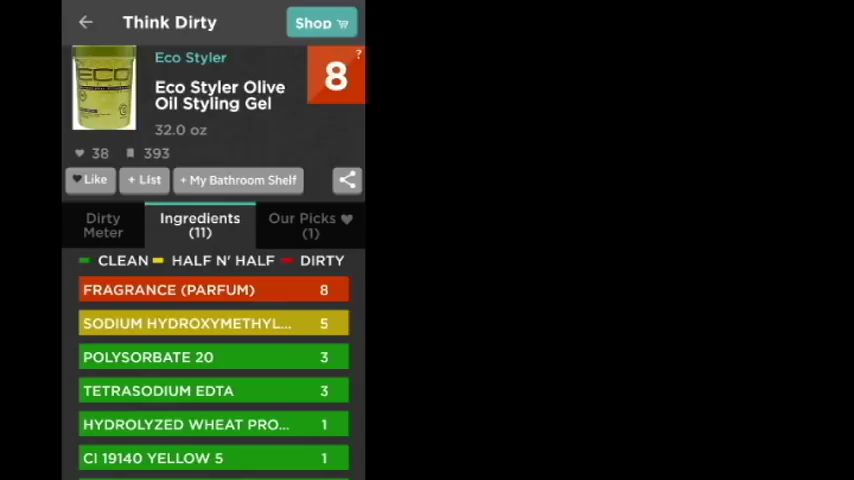 Think Dirty
Shop
Eco Styler
8
?
Eco Styler Olive
Oil Styling Gel
32.0 oz
ECO
38
393
Like
+ List
+ My Bathroom Shelf
Dirty
Meter
Ingredients
(11)
Our Picks
(1)
CLEAN
HALF N' HALF
DIRTY
FRAGRANCE (PARFUM) 8
SODIUM HYDROXYMETHYL... 5
POLYSORBATE 20 3
TETRASODIUM EDTA 3
HYDROLYZED WHEAT PRO... 1
CI 19140 YELLOW 5 1